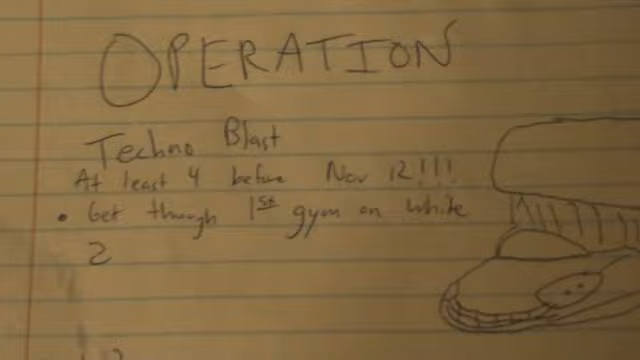 OPERATION
Techno Blast
At least 4 before Nov 12!!!
• Get through 1st gym on white
2